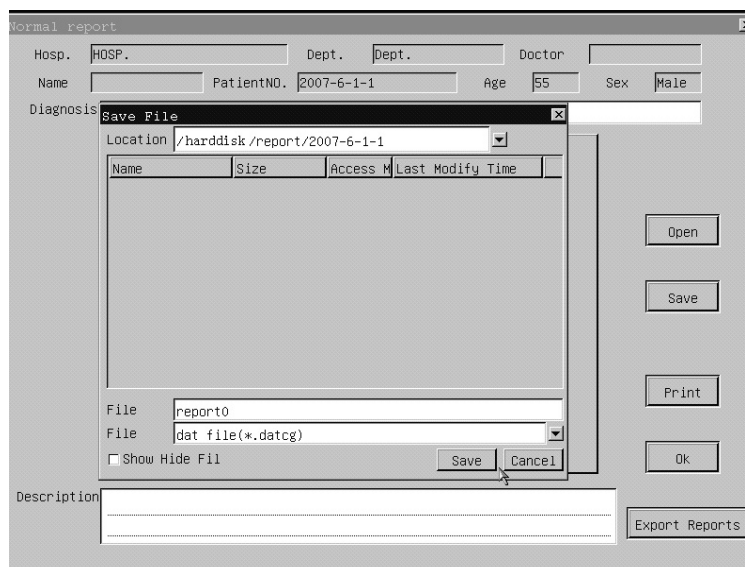 Normal report
Hosp. HOSP. Dept. Dept. Doctor
Name PatientNO. 2007-6-1-1 Age 55 Sex Male
Diagnosis
Save File
Location /harddisk/report/2007-6-1-1
Name Size Access M Last Modify Time
Open
Save
Print
File report0
File dat file(*.datcg)
Show Hide Fil Save Cancel
Ok
Description
Export Reports